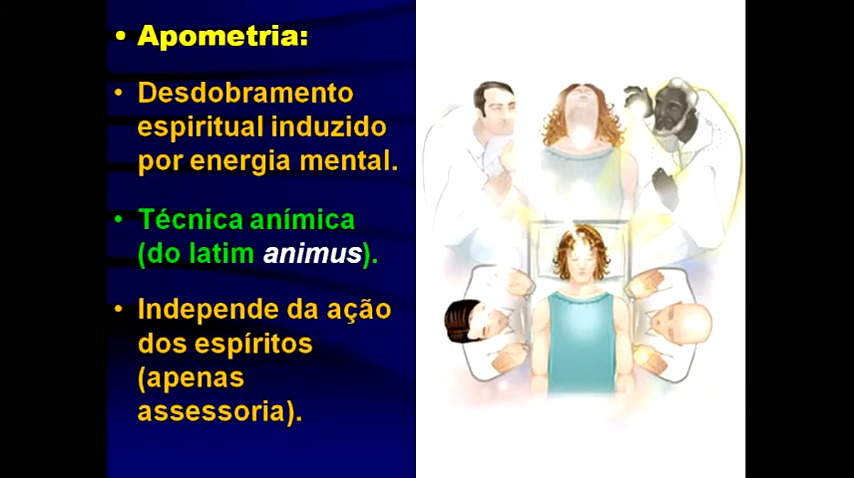 • Apometria:
• Desdobramento
espiritual induzido
por energia mental.
• Técnica anímica
(do latim animus).
• Independe da ação
dos espíritos
(apenas
assessoria).